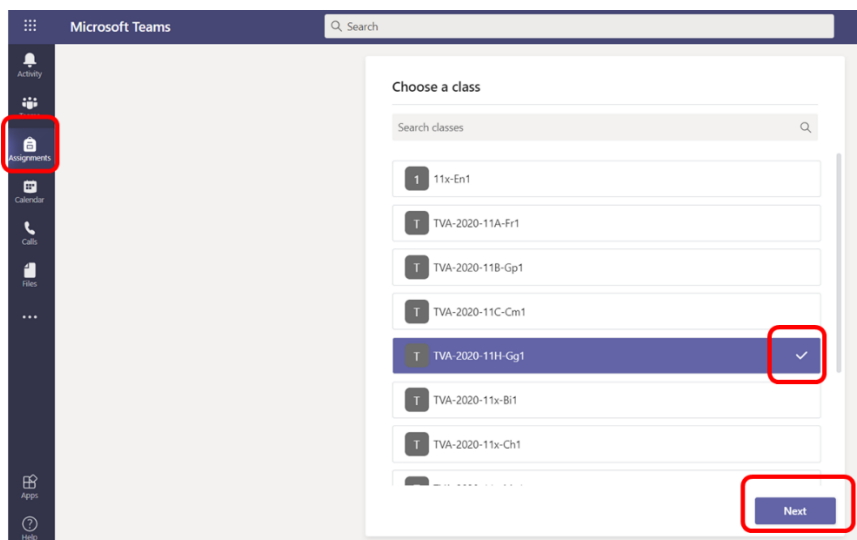 Microsoft Teams
Search
Activity
Assignments
Calendar
Calls
Files
Apps
Help
Choose a class
Search classes
1 11x-En1
T TVA-2020-11A-Fr1
T TVA-2020-11B-Gp1
T TVA-2020-11C-Cm1
T TVA-2020-11H-Gg1
T TVA-2020-11x-Bi1
T TVA-2020-11x-Ch1
Next